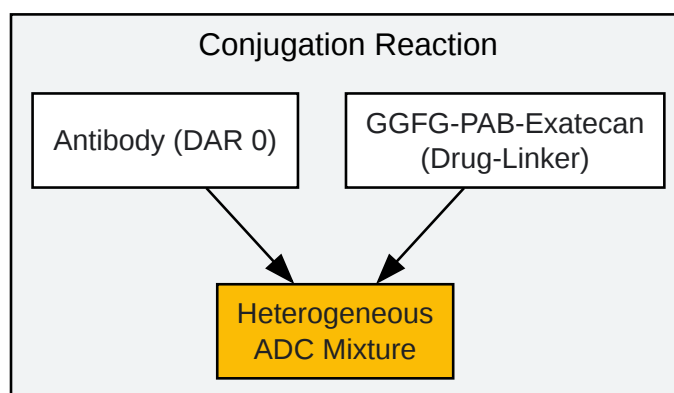 Conjugation Reaction
Antibody (DAR 0)
GGFG-PAB-Exatecan
(Drug-Linker)
Heterogeneous
ADC Mixture